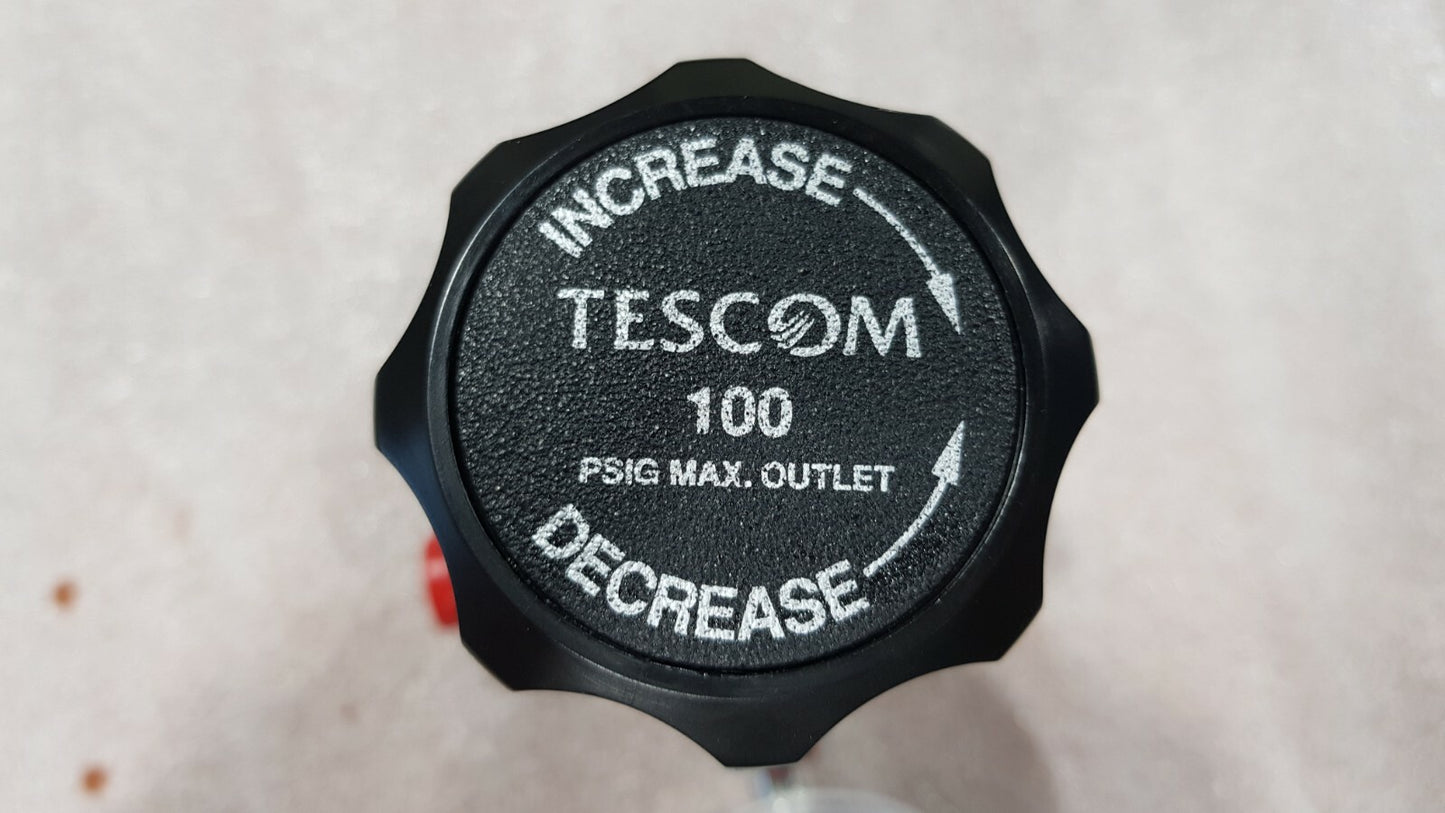 INCREASE
TESCOM
100
PSIG MAX. OUTLET
DECREASE